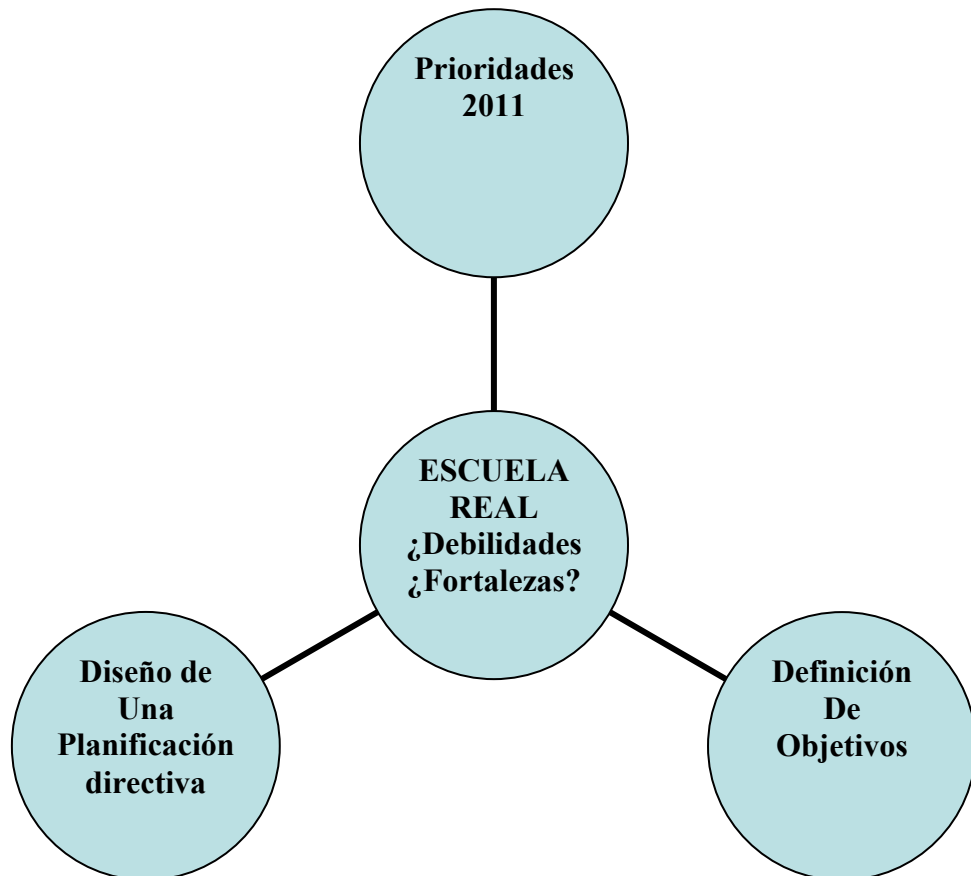 Prioridades
2011
ESCUELA
REAL
¿Debilidades
¿Fortalezas?
Diseño de
Una
Planificación
directiva
Definición
De
Objetivos